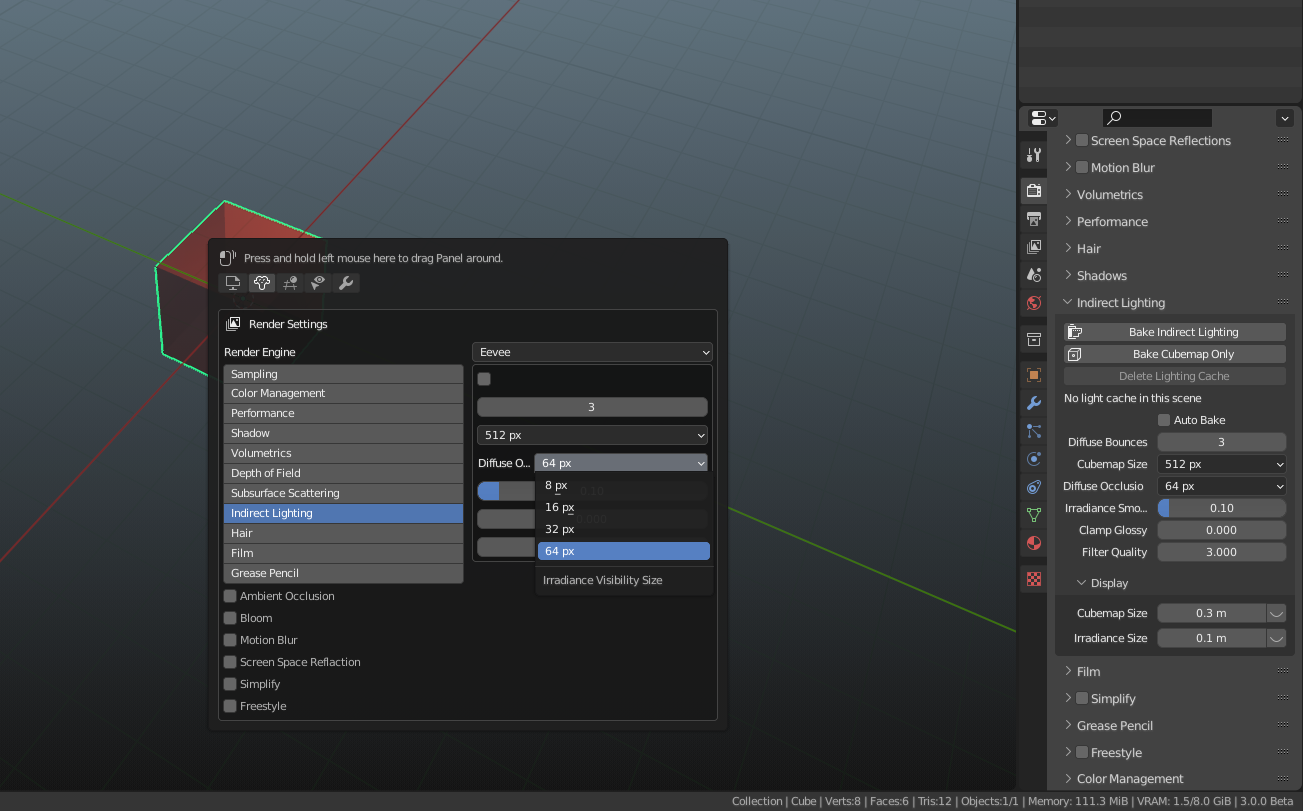 Press and hold left mouse here to drag Panel around.
Render Settings
Render Engine
Eevee
Sampling
Color Management
Performance
Shadow
Volumetrics
Depth of Field
Subsurface Scattering
Indirect Lighting
Hair
Film
Grease Pencil
Ambient Occlusion
Bloom
Motion Blur
Screen Space Reflaction
Simplify
Freestyle
3
512 px
Diffuse O...
64 px
8 px
16 px
32 px
64 px
0.10
0.000
Irradiance Visibility Size
Screen Space Reflections
Motion Blur
Volumetrics
Performance
Hair
Shadows
Indirect Lighting
Bake Indirect Lighting
Bake Cubemap Only
Delete Lighting Cache
No light cache in this scene
Auto Bake
Diffuse Bounces 3
Cubemap Size 512 px
Diffuse Occlusio 64 px
Irradiance Smo... 0.10
Clamp Glossy 0.000
Filter Quality 3.000
Display
Cubemap Size 0.3 m
Irradiance Size 0.1 m
Film
Simplify
Grease Pencil
Freestyle
Color Management
Collection | Cube | Verts:8 | Faces:6 | Tris:12 | Objects:1/1 | Memory: 111.3 MiB | VRAM: 1.5/8.0 GiB | 3.0.0 Beta